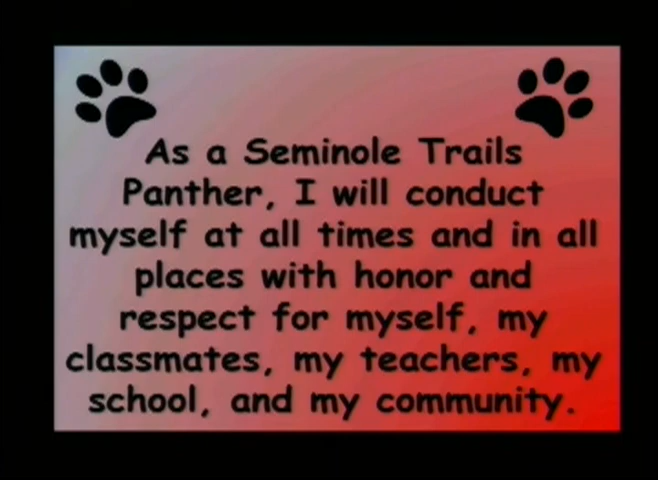 As a Seminole Trails
Panther, I will conduct
myself at all times and in all
places with honor and
respect for myself, my
classmates, my teachers, my
school, and my community.